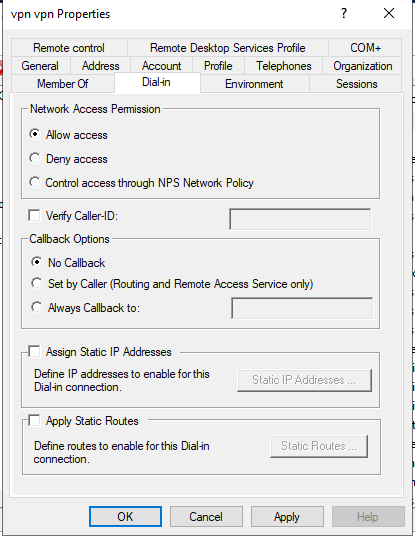 vpn vpn Properties ?
Remote control Remote Desktop Services Profile COM+
General Address Account Profile Telephones Organization
Member Of Dial-in Environment Sessions
Network Access Permission
Allow access
Deny access
Control access through NPS Network Policy
Verify Caller-ID:
Callback Options
No Callback
Set by Caller (Routing and Remote Access Service only)
Always Callback to:
Assign Static IP Addresses
Define IP addresses to enable for this
Dial-in connection.
Static IP Addresses ...
Apply Static Routes
Define routes to enable for this Dial-in
connection.
Static Routes ...
OK Cancel Apply Help